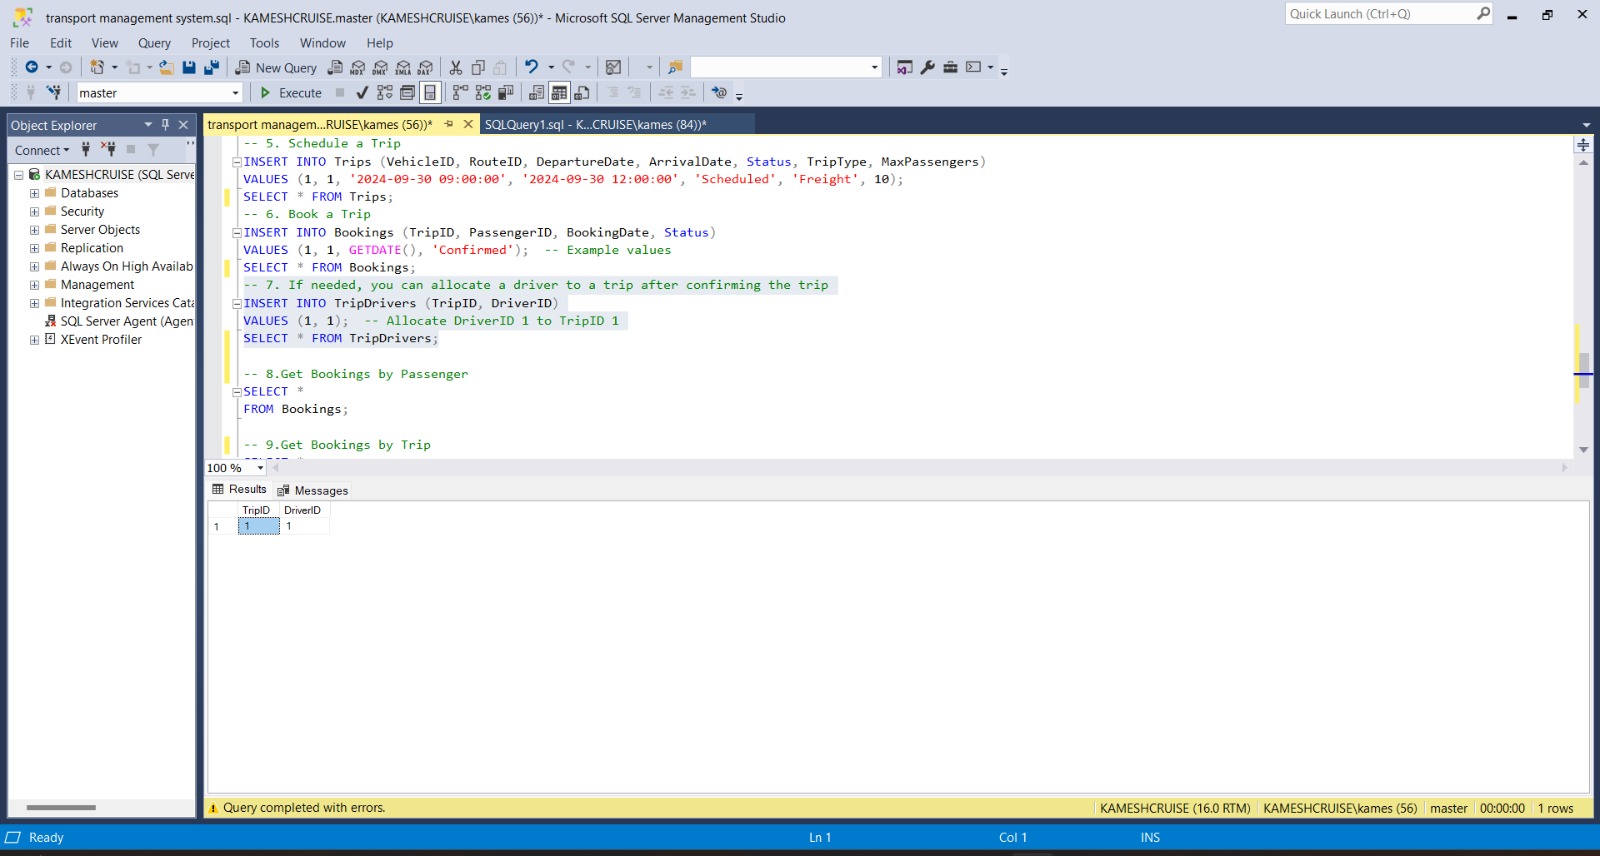 transport management system.sql - KAMESHCRUISE.master (KAMESHCRUISE\kames (56))* - Microsoft SQL Server Management Studio
Quick Launch (Ctrl+Q)
File Edit View Query Project Tools Window Help
New Query MDX DMX XMLA DAX
master Execute
Object Explorer
transport managem...RUISE\kames (56))* SQLQuery1.sql - K...CRUISE\kames (84))*
Connect
KAMESHCRUISE (SQL Serve
Databases
Security
Server Objects
Replication
Always On High Availab
Management
Integration Services Cata
SQL Server Agent (Agen
XEvent Profiler
-- 5. Schedule a Trip
INSERT INTO Trips (VehicleID, RouteID, DepartureDate, ArrivalDate, Status, TripType, MaxPassengers)
VALUES (1, 1, '2024-09-30 09:00:00', '2024-09-30 12:00:00', 'Scheduled', 'Freight', 10);
SELECT * FROM Trips;
-- 6. Book a Trip
INSERT INTO Bookings (TripID, PassengerID, BookingDate, Status)
VALUES (1, 1, GETDATE(), 'Confirmed');  -- Example values
SELECT * FROM Bookings;
-- 7. If needed, you can allocate a driver to a trip after confirming the trip
INSERT INTO TripDrivers (TripID, DriverID)
VALUES (1, 1);  -- Allocate DriverID 1 to TripID 1
SELECT * FROM TripDrivers;
-- 8.Get Bookings by Passenger
SELECT *
FROM Bookings;
-- 9.Get Bookings by Trip
100 %
Results Messages
TripID DriverID
1 1 1
Query completed with errors.
KAMESHCRUISE (16.0 RTM) KAMESHCRUISE\kames (56) master 00:00:00 1 rows
Ready Ln 1 Col 1 INS